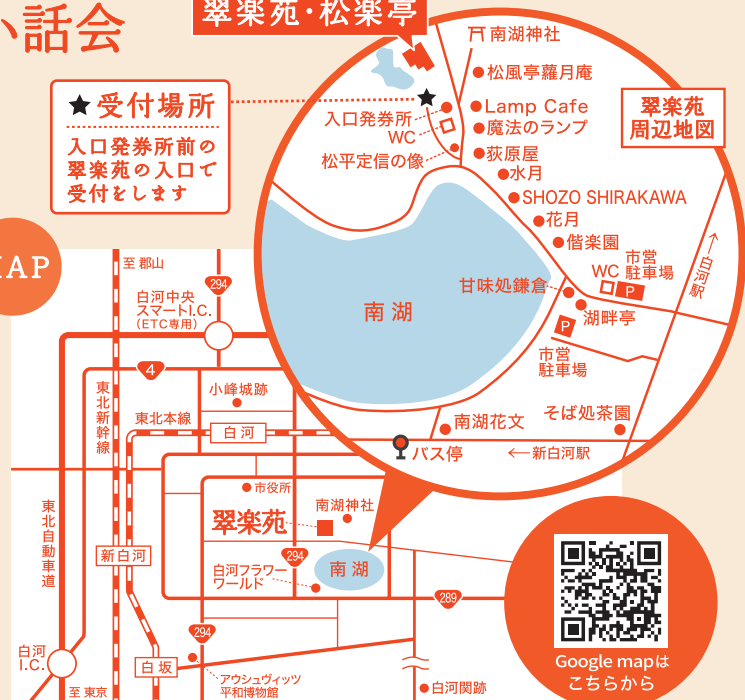 い話会
翠楽苑・松楽亭
★受付場所
入口発券所前の
翠楽苑の入口で
受付をします
翠楽苑
周辺地図
南湖神社
松風亭蘿月庵
Lamp Cafe
魔法のランプ
入口発券所
WC
松平定信の像
荻原屋
水月
SHOZO SHIRAKAWA
花月
偕楽園
WC
市営
駐車場
P
→白河駅
甘味処鎌倉
湖畔亭
P
市営
駐車場
南湖
南湖花文
そば処茶園
バス停
←新白河駅
MAP
至 郡山
294
白河中央
スマートI.C.
(ETC専用)
4
東北新幹線
小峰城跡
東北本線
白河
市役所
南湖神社
翠楽苑
東北自動車道
新白河
294
南湖
白河フラワー
ワールド
289
294
白河
I.C.
白坂
アウシュヴィッツ
平和博物館
白河関跡
至 東京
Google mapは
こちらから